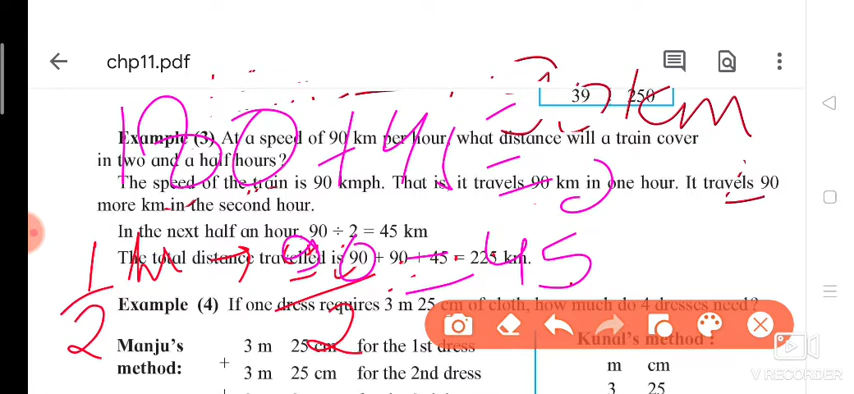 chp11.pdf
39 250
km
Example (3) At a speed of 90 km per hour, what distance will a train cover
in two and a half hours?
The speed of the train is 90 kmph. That is, it travels 90 km in one hour. It travels 90
more km in the second hour.
In the next half an hour, 90 ÷ 2 = 45 km
The total distance travelled is 90 + 90 + 45 = 225 km.
1/2 h → 90/2 = 45
Example (4) If one dress requires 3 m 25 cm of cloth, how much do 4 dresses need?
Manju's
method:
+
3 m 25 cm for the 1st dress
3 m 25 cm for the 2nd dress
Kunal's method :
m cm
3 25
V RECORDER